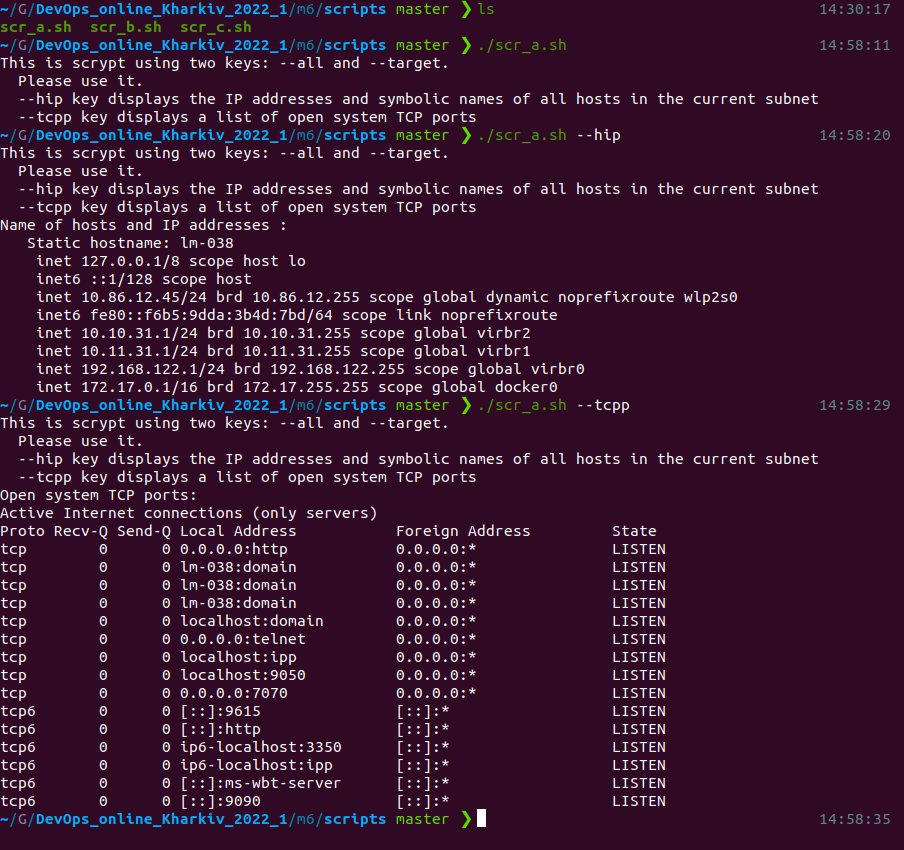 ~/G/DevOps_online_Kharkiv_2022_1/m6/scripts master ❯ ls 14:30:17
scr_a.sh  scr_b.sh  scr_c.sh
~/G/DevOps_online_Kharkiv_2022_1/m6/scripts master ❯ ./scr_a.sh 14:58:11
This is scrypt using two keys: --all and --target.
  Please use it.
  --hip key displays the IP addresses and symbolic names of all hosts in the current subnet
  --tcpp key displays a list of open system TCP ports
~/G/DevOps_online_Kharkiv_2022_1/m6/scripts master ❯ ./scr_a.sh --hip 14:58:20
This is scrypt using two keys: --all and --target.
  Please use it.
  --hip key displays the IP addresses and symbolic names of all hosts in the current subnet
  --tcpp key displays a list of open system TCP ports
Name of hosts and IP addresses :
   Static hostname: lm-038
    inet 127.0.0.1/8 scope host lo
    inet6 ::1/128 scope host
    inet 10.86.12.45/24 brd 10.86.12.255 scope global dynamic noprefixroute wlp2s0
    inet6 fe80::f6b5:9dda:3b4d:7bd/64 scope link noprefixroute
    inet 10.10.31.1/24 brd 10.10.31.255 scope global virbr2
    inet 10.11.31.1/24 brd 10.11.31.255 scope global virbr1
    inet 192.168.122.1/24 brd 192.168.122.255 scope global virbr0
    inet 172.17.0.1/16 brd 172.17.255.255 scope global docker0
~/G/DevOps_online_Kharkiv_2022_1/m6/scripts master ❯ ./scr_a.sh --tcpp 14:58:29
This is scrypt using two keys: --all and --target.
  Please use it.
  --hip key displays the IP addresses and symbolic names of all hosts in the current subnet
  --tcpp key displays a list of open system TCP ports
Open system TCP ports:
Active Internet connections (only servers)
Proto Recv-Q Send-Q Local Address           Foreign Address         State
tcp        0      0 0.0.0.0:http            0.0.0.0:*               LISTEN
tcp        0      0 lm-038:domain           0.0.0.0:*               LISTEN
tcp        0      0 lm-038:domain           0.0.0.0:*               LISTEN
tcp        0      0 lm-038:domain           0.0.0.0:*               LISTEN
tcp        0      0 localhost:domain        0.0.0.0:*               LISTEN
tcp        0      0 0.0.0.0:telnet          0.0.0.0:*               LISTEN
tcp        0      0 localhost:ipp           0.0.0.0:*               LISTEN
tcp        0      0 localhost:9050          0.0.0.0:*               LISTEN
tcp        0      0 0.0.0.0:7070            0.0.0.0:*               LISTEN
tcp6       0      0 [::]:9615               [::]:*                  LISTEN
tcp6       0      0 [::]:http               [::]:*                  LISTEN
tcp6       0      0 ip6-localhost:3350      [::]:*                  LISTEN
tcp6       0      0 ip6-localhost:ipp       [::]:*                  LISTEN
tcp6       0      0 [::]:ms-wbt-server      [::]:*                  LISTEN
tcp6       0      0 [::]:9090               [::]:*                  LISTEN
~/G/DevOps_online_Kharkiv_2022_1/m6/scripts master ❯ 14:58:35